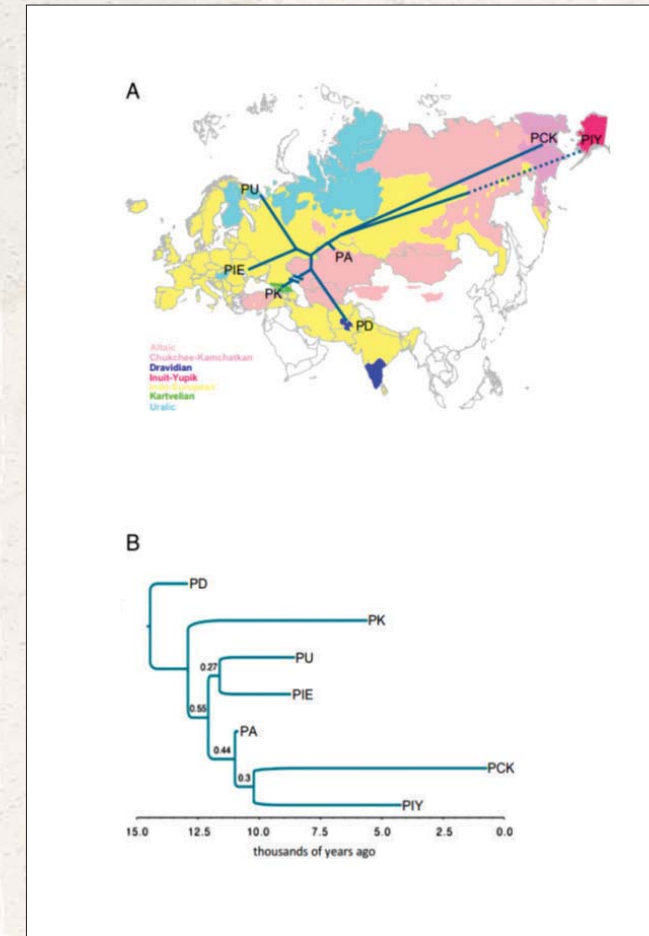 A
PCK
PIY
PU
PA
PIE
PK
PD
Altaic
Chukchee-Kamchatkan
Dravidian
Inuit-Yupik
Indo-European
Kartvelian
Uralic
B
PD
PK
PU
0.27
PIE
0.55
PA
0.44
PCK
0.3
PIY
15.0 12.5 10.0 7.5 5.0 2.5 0.0
thousands of years ago